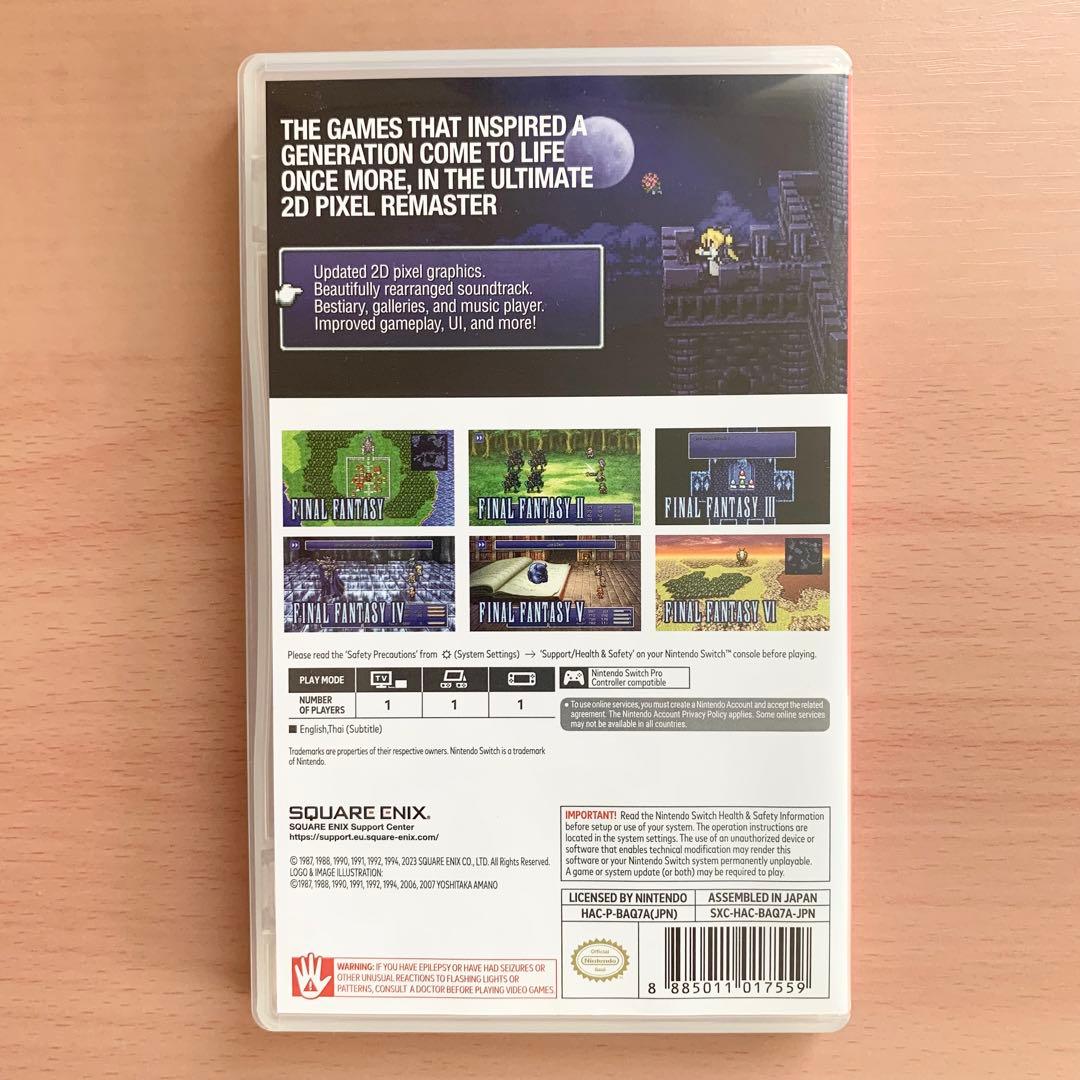 THE GAMES THAT INSPIRED A
GENERATION COME TO LIFE
ONCE MORE, IN THE ULTIMATE
2D PIXEL REMASTER
Updated 2D pixel graphics.
Beautifully rearranged soundtrack.
Bestiary, galleries, and music player.
Improved gameplay, UI, and more!
FINAL FANTASY
FINAL FANTASY II
FINAL FANTASY III
FINAL FANTASY IV
FINAL FANTASY V
FINAL FANTASY VI
Please read the 'Safety Precautions' from (System Settings) → 'Support/Health & Safety' on your Nintendo Switch™ console before playing.
PLAY MODE
TV
NUMBER
OF PLAYERS
1
1
1
Nintendo Switch Pro
Controller compatible
• To use online services, you must create a Nintendo Account and accept the related
agreement. The Nintendo Account Privacy Policy applies. Some online services
may not be available in all countries.
■ English,Thai (Subtitle)
Trademarks are properties of their respective owners. Nintendo Switch is a trademark
of Nintendo.
SQUARE ENIX.
SQUARE ENIX Support Center
https://support.eu.square-enix.com/
© 1987, 1988, 1990, 1991, 1992, 1994, 2023 SQUARE ENIX CO., LTD. All Rights Reserved.
LOGO & IMAGE ILLUSTRATION:
©1987, 1988, 1990, 1991, 1992, 1994, 2006, 2007 YOSHITAKA AMANO
IMPORTANT! Read the Nintendo Switch Health & Safety Information
before setup or use of your system. The operation instructions are
located in the system settings. The use of an unauthorized device or
software that enables technical modification may render this
software or your Nintendo Switch system permanently unplayable.
A game or system update (or both) may be required to play.
LICENSED BY NINTENDO
ASSEMBLED IN JAPAN
HAC-P-BAQ7A(JPN)
SXC-HAC-BAQ7A-JPN
WARNING: IF YOU HAVE EPILEPSY OR HAVE HAD SEIZURES OR
OTHER UNUSUAL REACTIONS TO FLASHING LIGHTS OR
PATTERNS, CONSULT A DOCTOR BEFORE PLAYING VIDEO GAMES.
Official
Nintendo
Seal
8 885011 017559